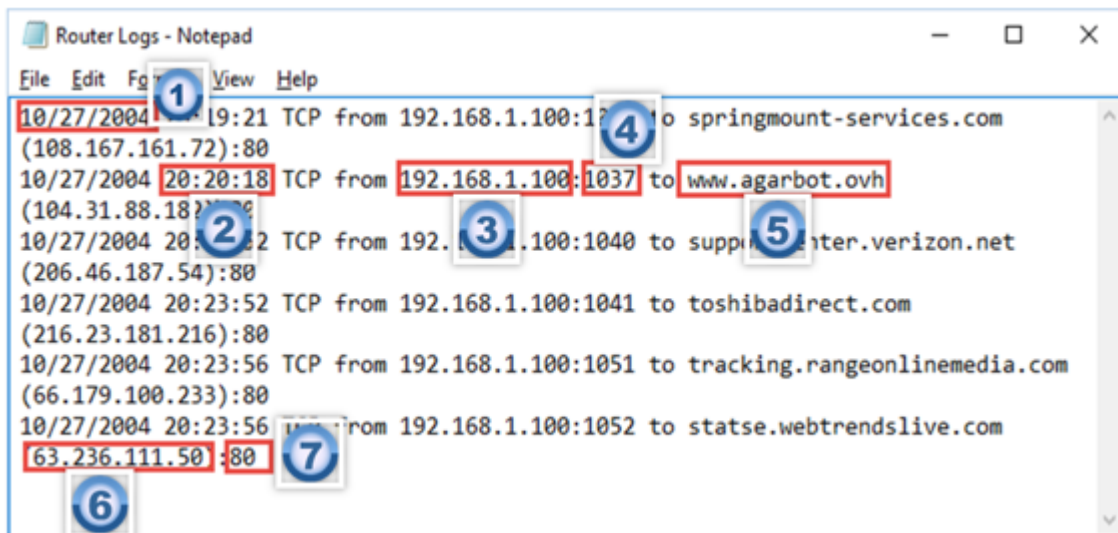 Router Logs - Notepad
File Edit View Help
10/27/2004 19:21 TCP from 192.168.1.100: to springmount-services.com
(108.167.161.72):80
10/27/2004 20:20:18 TCP from 192.168.1.100:1037 to www.agarbot.ovh
(104.31.88.18
10/27/2004 TCP from 192. .100:1040 to .verizon.net
(206.46.187.54):80
10/27/2004 20:23:52 TCP from 192.168.1.100:1041 to toshibadirect.com
(216.23.181.216):80
10/27/2004 20:23:56 TCP from 192.168.1.100:1051 to tracking.rangeonlinemedia.com
(66.179.100.233):80
10/27/2004 20:23:56 from 192.168.1.100:1052 to statse.webtrendslive.com
63.236.111.50 :80
1
4
2
3
5
7
6